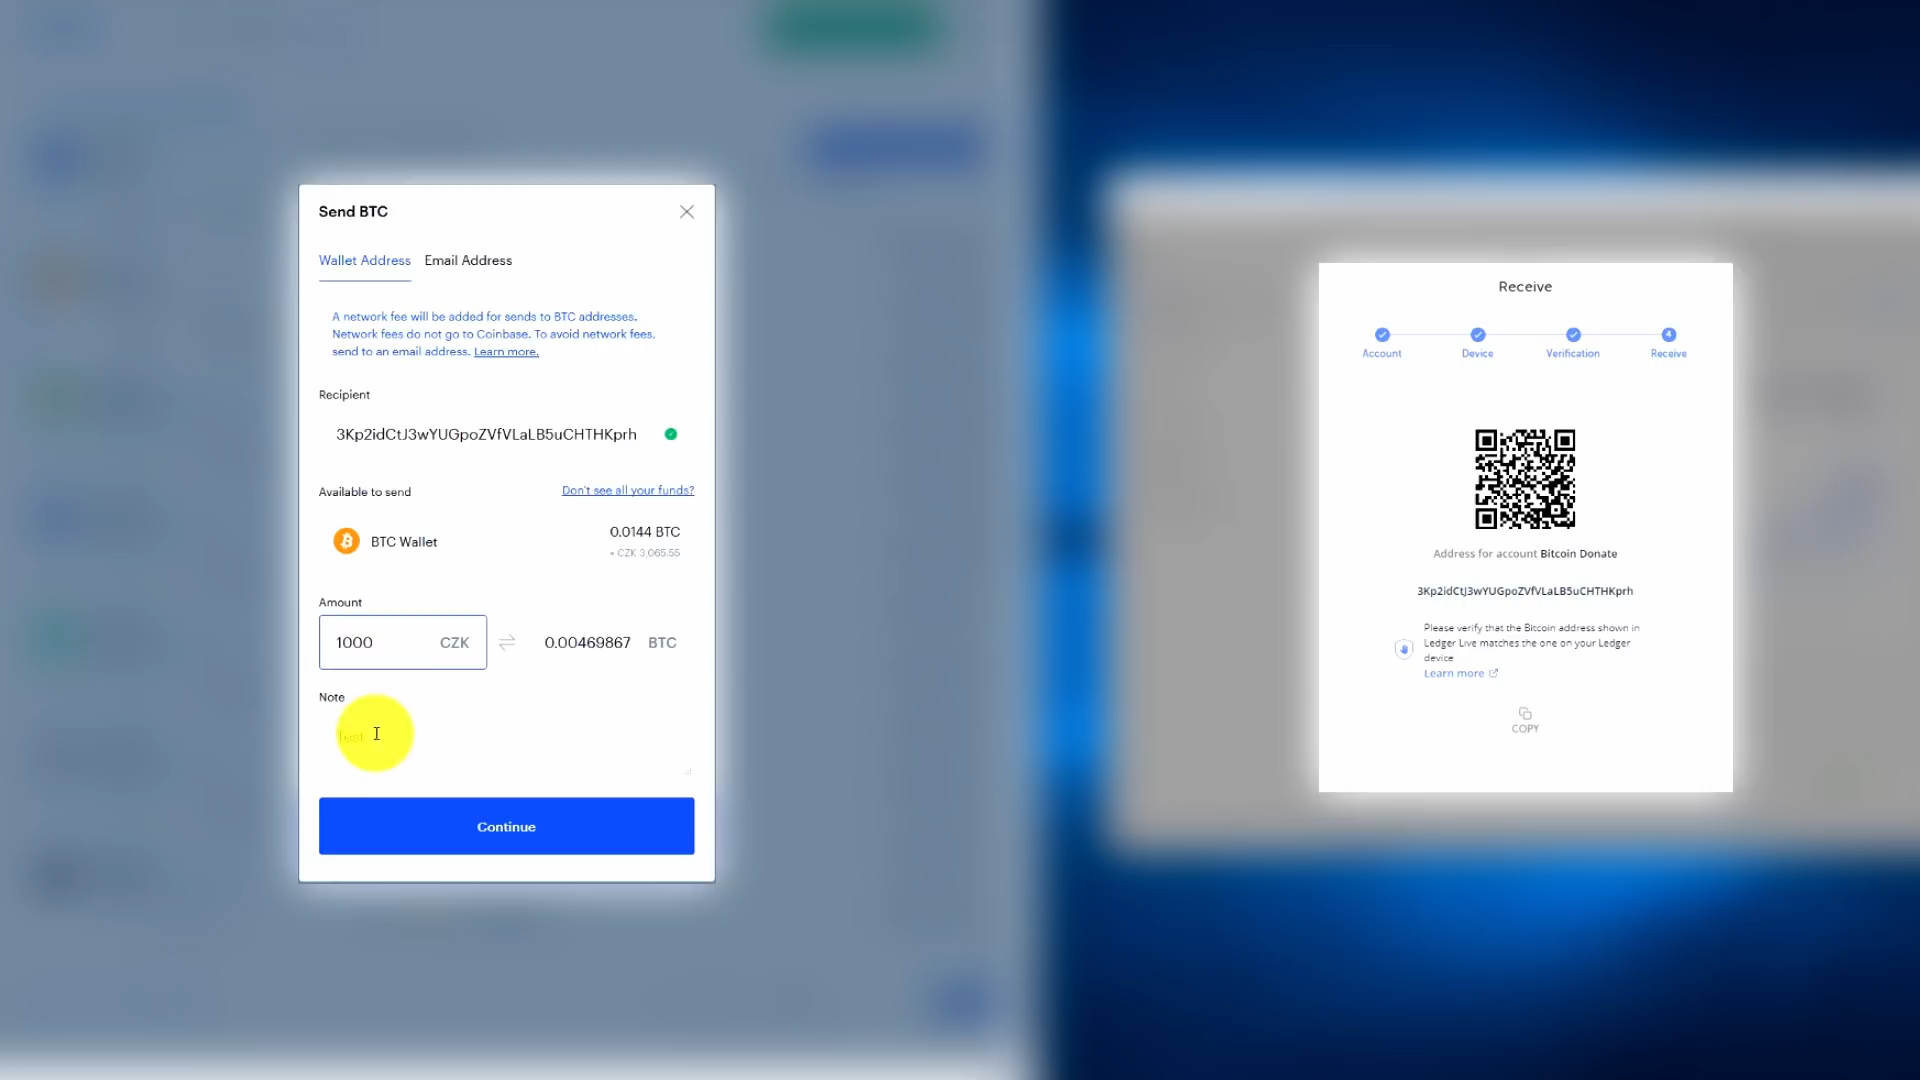 Send BTC
Wallet Address Email Address
A network fee will be added for sends to BTC addresses.
Network fees do not go to Coinbase. To avoid network fees,
send to an email address. Learn more.
Recipient
3Kp2idCtJ3wYUGpoZVfVLaLB5uCHTHKprh
Available to send Don't see all your funds?
BTC Wallet 0.0144 BTC
≈ CZK 3,065.55
Amount
1000 CZK 0.00469867 BTC
Note
Test
Continue
Receive
4
Account Device Verification Receive
Address for account Bitcoin Donate
3Kp2idCtJ3wYUGpoZVfVLaLB5uCHTHKprh
Please verify that the Bitcoin address shown in
Ledger Live matches the one on your Ledger
device
Learn more
COPY